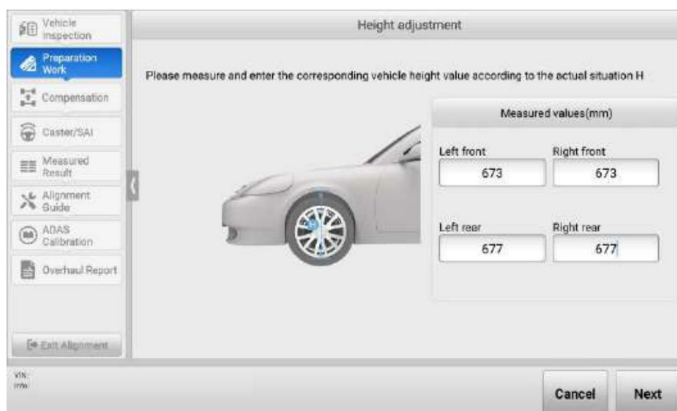 Vehicle
Inspection
Preparation
Work
Compensation
Caster/SAI
Measured
Result
Alignment
Guide
ADAS
Calibration
Overhaul Report
Exit Alignment
Height adjustment
Please measure and enter the corresponding vehicle height value according to the actual situation H
Measured values(mm)
Left front Right front
673 673
Left rear Right rear
677 677
VIN:
Cancel Next